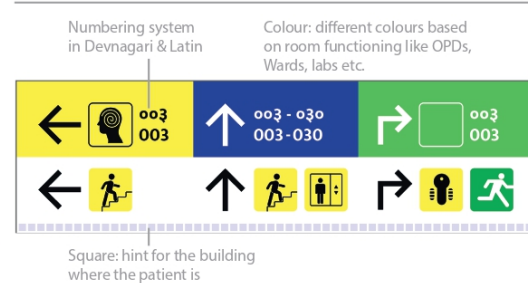 Numbering system
in Devnagari & Latin
Colour: different colours based
on room functioning like OPDs,
Wards, labs etc.
००३
003
००३ - ०३०
003-030
००३
003
Square: hint for the building
where the patient is